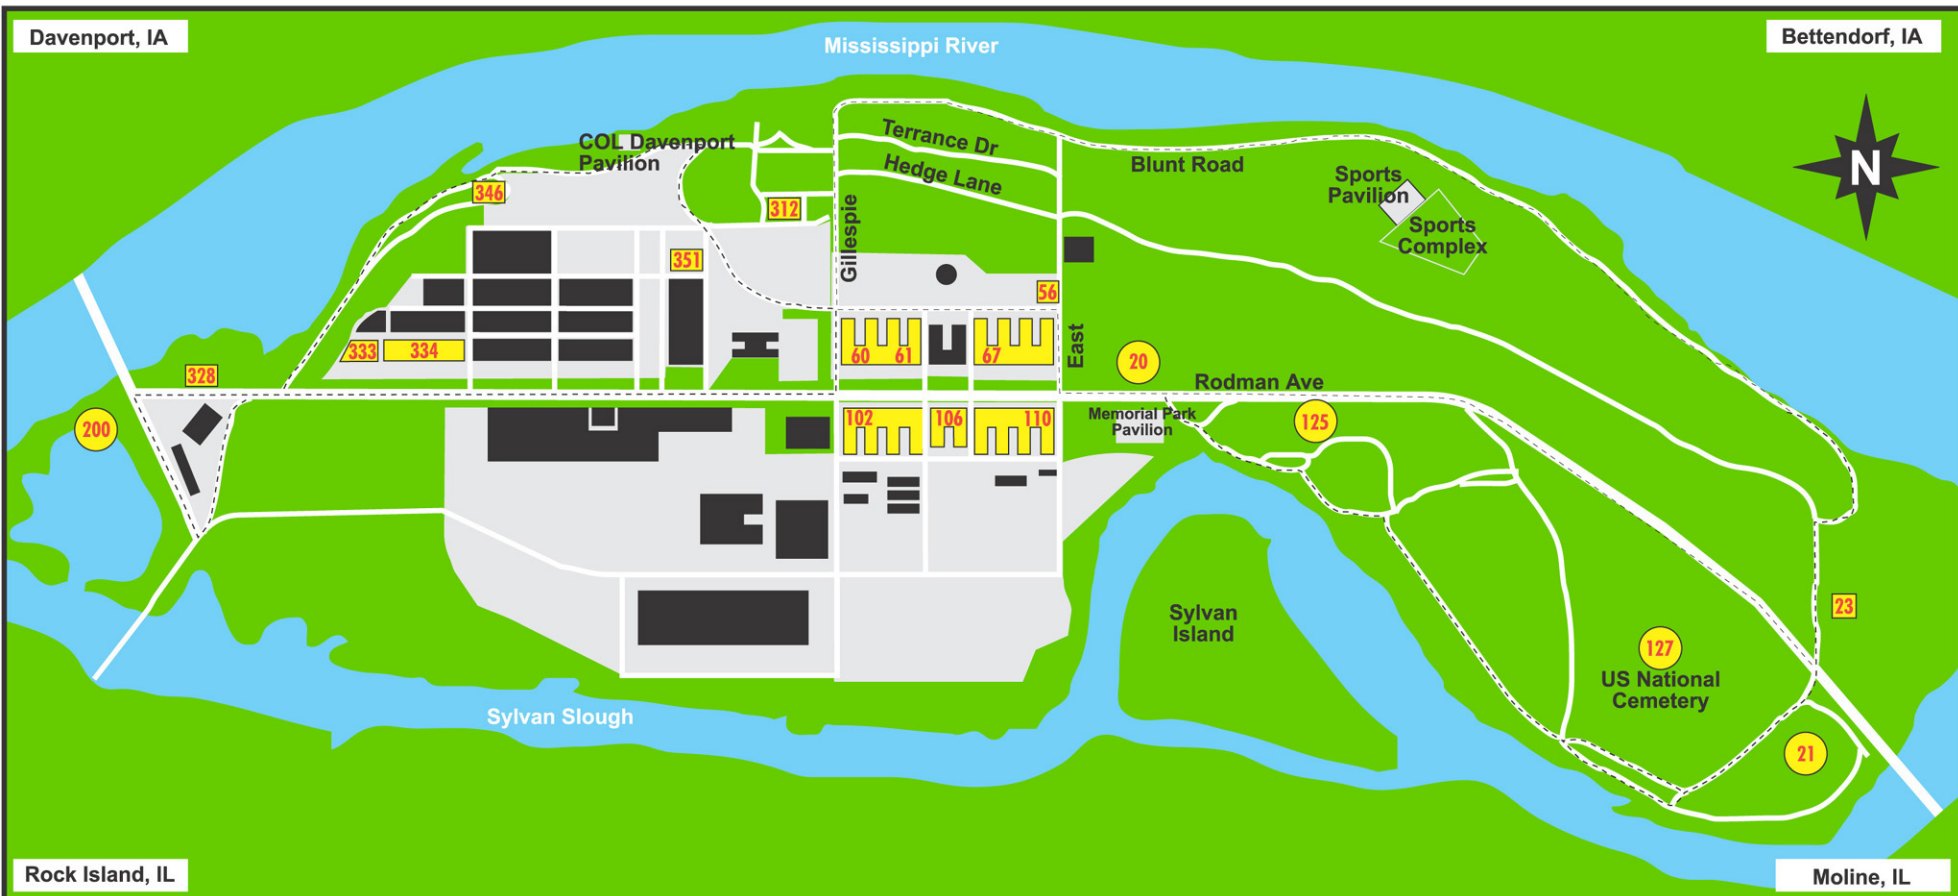 Davenport, IA
Mississippi River
Bettendorf, IA
COL Davenport
Pavilion
Terrance Dr
Hedge Lane
Blunt Road
Sports
Pavilion
Sports
Complex
N
346
312
Gillespie
351
56
333
334
60
61
67
East
20
328
Rodman Ave
200
102
106
110
Memorial Park
Pavilion
125
Sylvan
Island
23
127
US National
Cemetery
Sylvan Slough
21
Rock Island, IL
Moline, IL